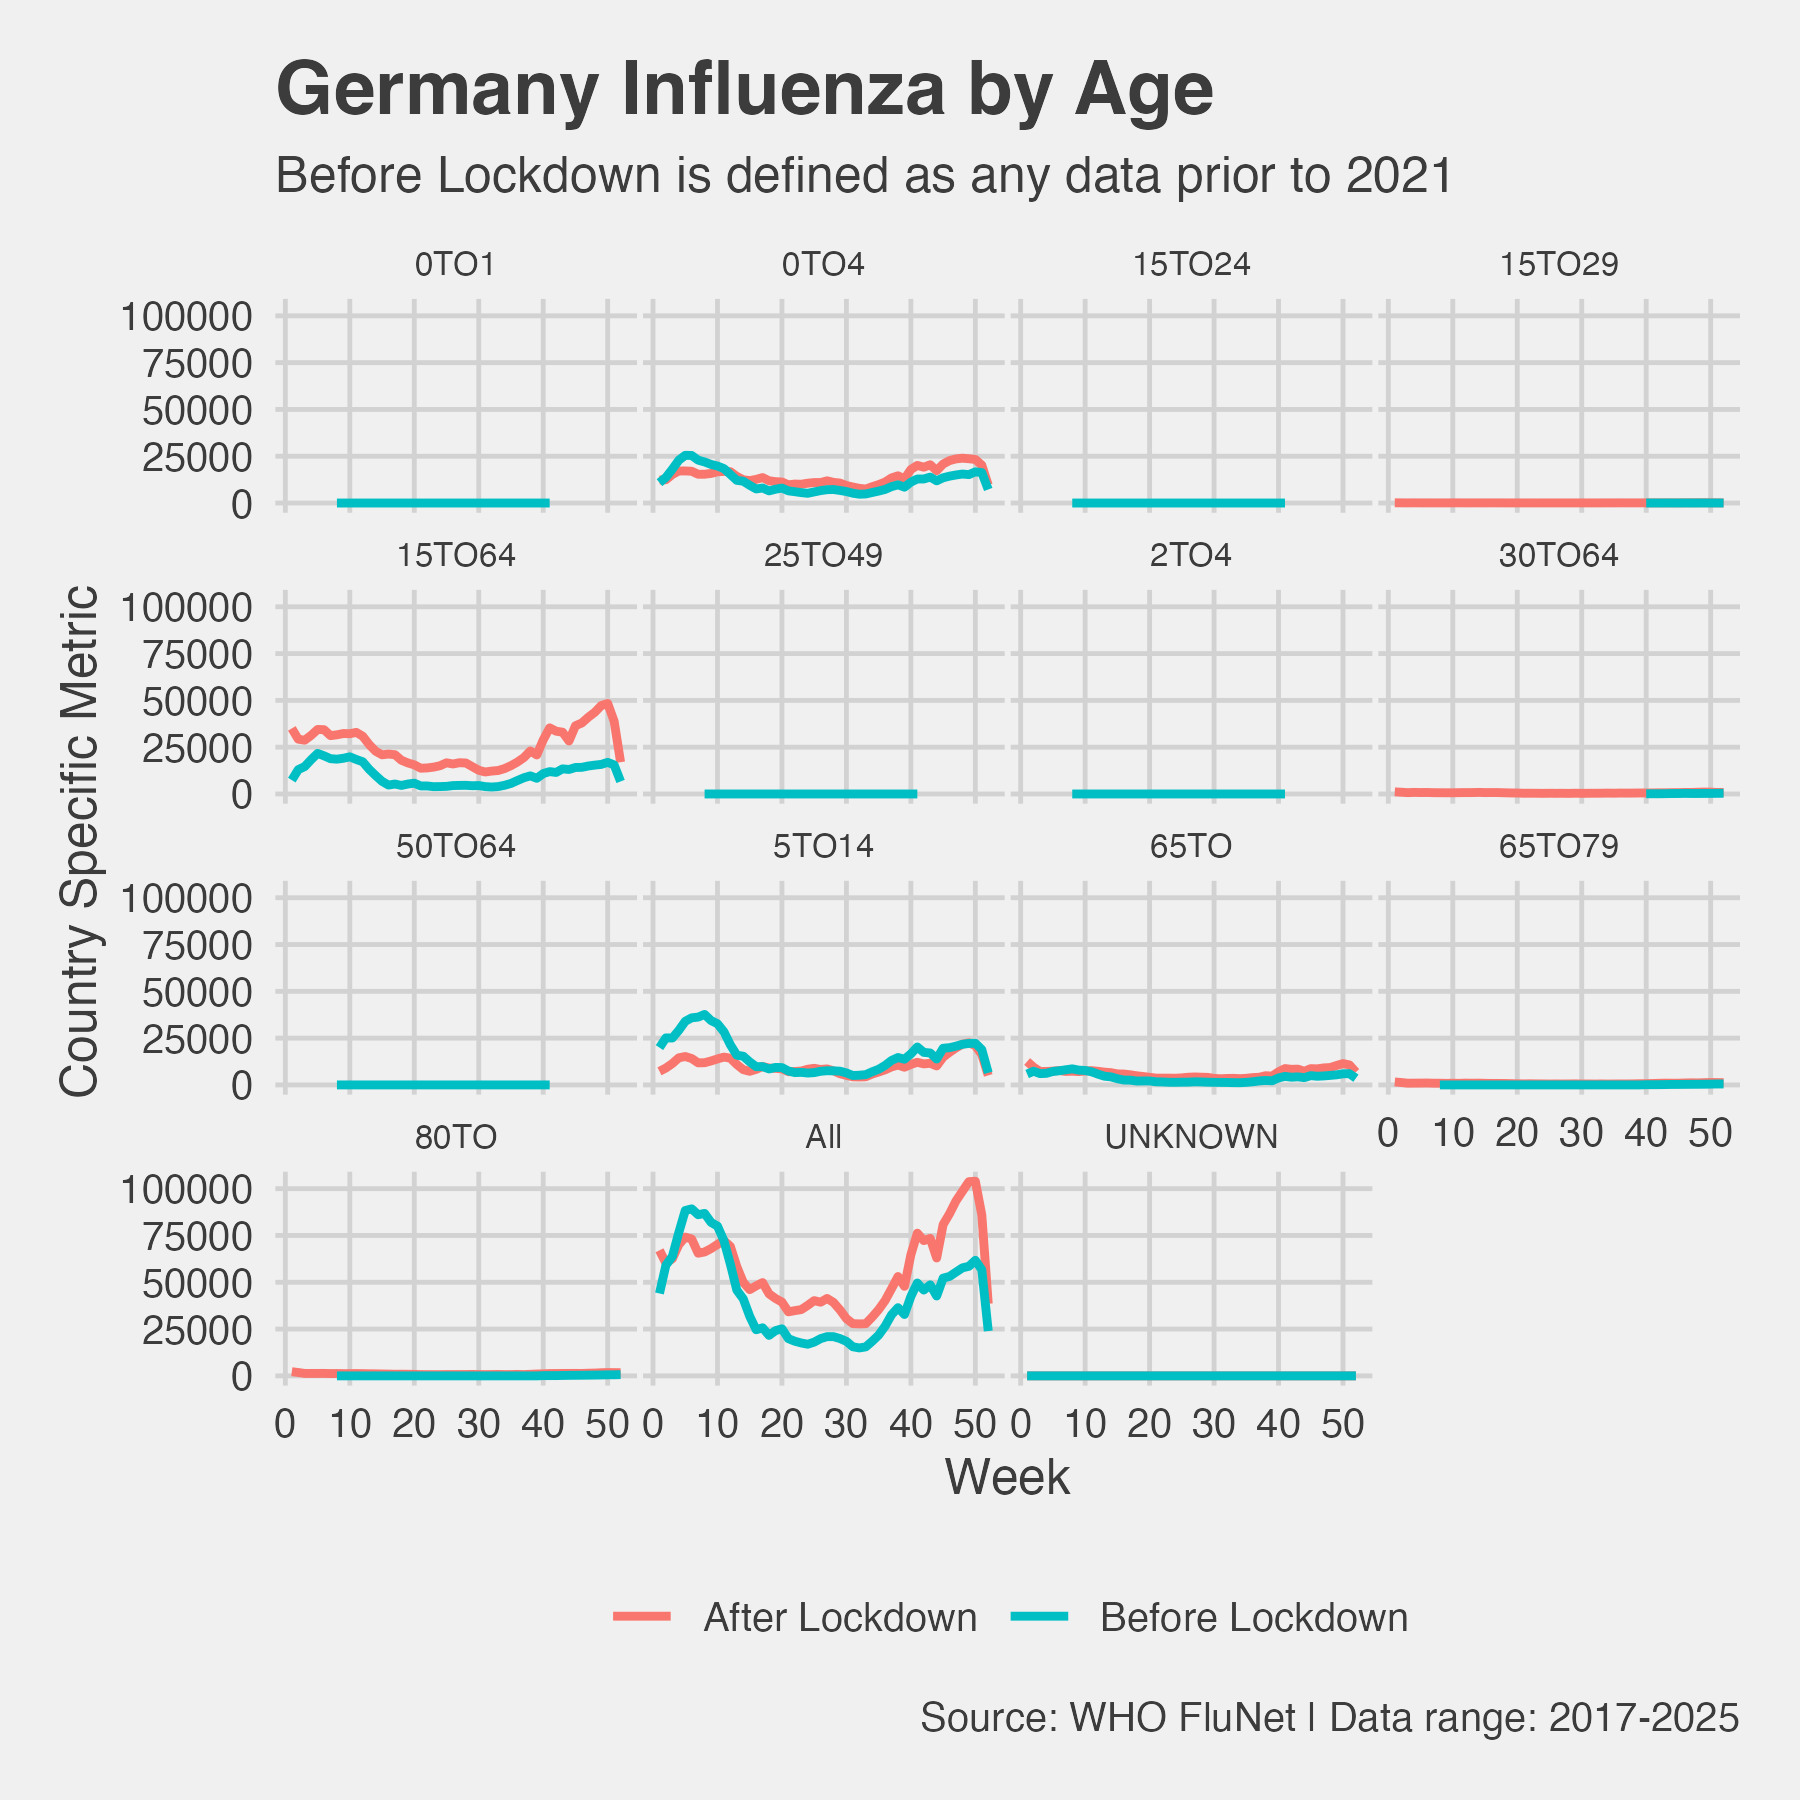 Germany Influenza by Age
Before Lockdown is defined as any data prior to 2021
0TO1 0TO4 15TO24 15TO29
100000
75000
50000
25000
0
15TO64 25TO49 2TO4 30TO64
100000
75000
50000
25000
0
Country Specific Metric
50TO64 5TO14 65TO 65TO79
100000
75000
50000
25000
0
0 10 20 30 40 50
80TO All UNKNOWN
100000
75000
50000
25000
0
0 10 20 30 40 50 0 10 20 30 40 50 0 10 20 30 40 50
Week
After Lockdown Before Lockdown
Source: WHO FluNet | Data range: 2017-2025